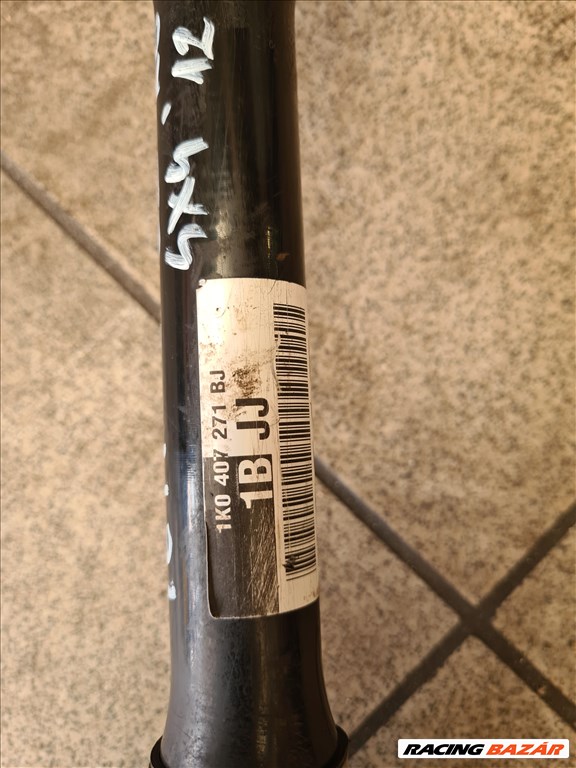 1K0 407 271 BJ
1B JJ
RACING BAZÁR